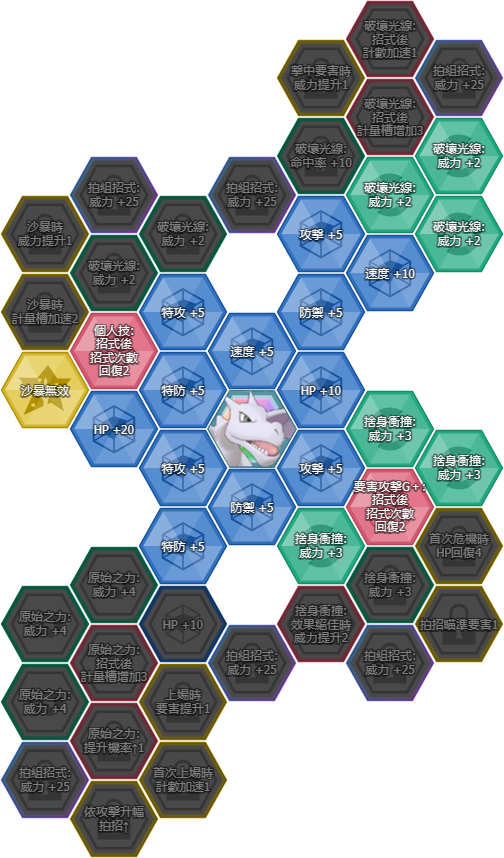 破壞光線:
招式後
計數加速1
擊中要害時
威力提升1
拍組招式:
威力 +25
破壞光線:
招式後
計量槽增加3
破壞光線:
命中率 +10
破壞光線:
威力 +2
拍組招式:
威力 +25
拍組招式:
威力 +25
破壞光線:
威力 +2
沙暴時
威力提升1
破壞光線:
威力 +2
攻擊 +5
破壞光線:
威力 +2
破壞光線:
威力 +2
速度 +10
沙暴時
計量槽加速2
特攻 +5
防禦 +5
個人技:
招式後
招式次數
回復2
速度 +5
沙暴無效
特防 +5
HP +10
HP +20
捨身衝撞:
威力 +3
特攻 +5
攻擊 +5
捨身衝撞:
威力 +3
要害攻擊G＋:
招式後
招式次數
回復2
防禦 +5
特防 +5
捨身衝撞:
威力 +3
首次危機時
HP回復4
原始之力:
威力 +4
捨身衝撞:
威力 +3
原始之力:
威力 +4
HP +10
捨身衝撞:
效果絕佳時
威力提升2
拍招瞄準要害1
原始之力:
招式後
計量槽增加3
拍組招式:
威力 +25
拍組招式:
威力 +25
原始之力:
威力 +4
上場時
要害提升1
原始之力:
提升機率↑1
拍組招式:
威力 +25
首次上場時
計數加速1
依攻擊升幅
拍招↑